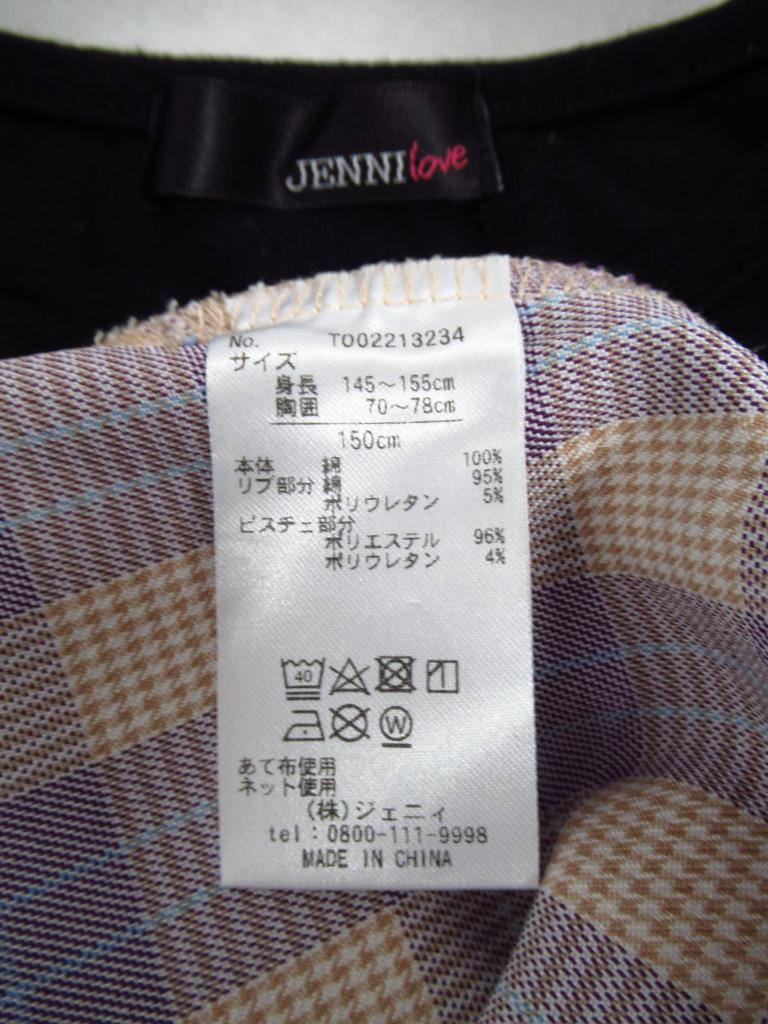 JENNI love
No. T002213234
サイズ
身長 145～155cm
胸囲 70～78cm
150cm
本体 綿 100%
リブ部分 綿 95%
ポリウレタン 5%
ビスチェ部分
ポリエステル 96%
ポリウレタン 4%
40
W
あて布使用
ネット使用
(株)ジェニィ
tel:0800-111-9998
MADE IN CHINA